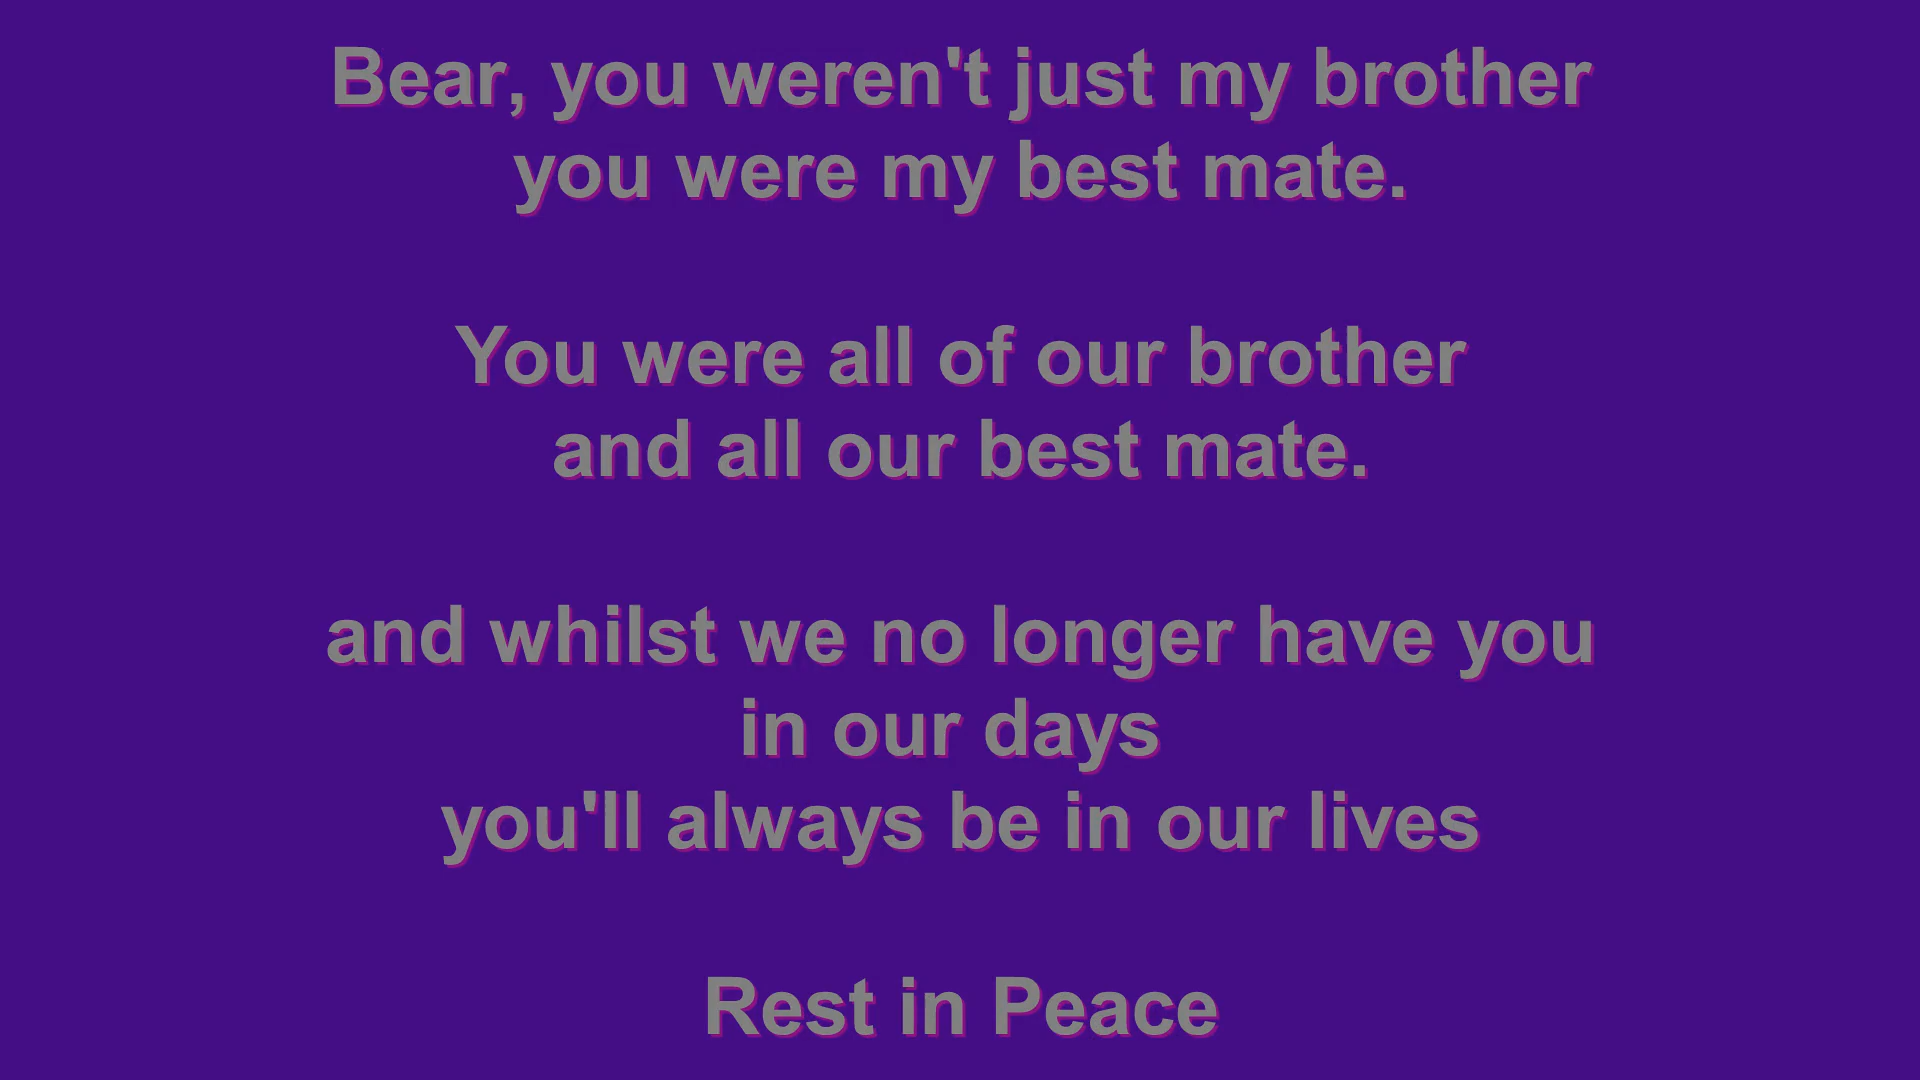 Bear, you weren't just my brother
you were my best mate.
You were all of our brother
and all our best mate.
and whilst we no longer have you
in our days
you'll always be in our lives
Rest in Peace